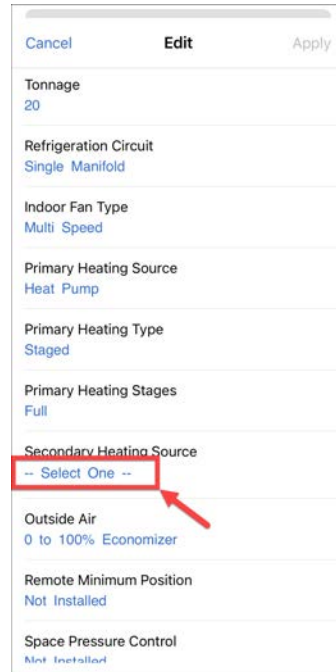 Cancel Edit Apply
Tonnage
20
Refrigeration Circuit
Single Manifold
Indoor Fan Type
Multi Speed
Primary Heating Source
Heat Pump
Primary Heating Type
Staged
Primary Heating Stages
Full
Secondary Heating Source
-- Select One --
Outside Air
0 to 100% Economizer
Remote Minimum Position
Not Installed
Space Pressure Control
Not Installed